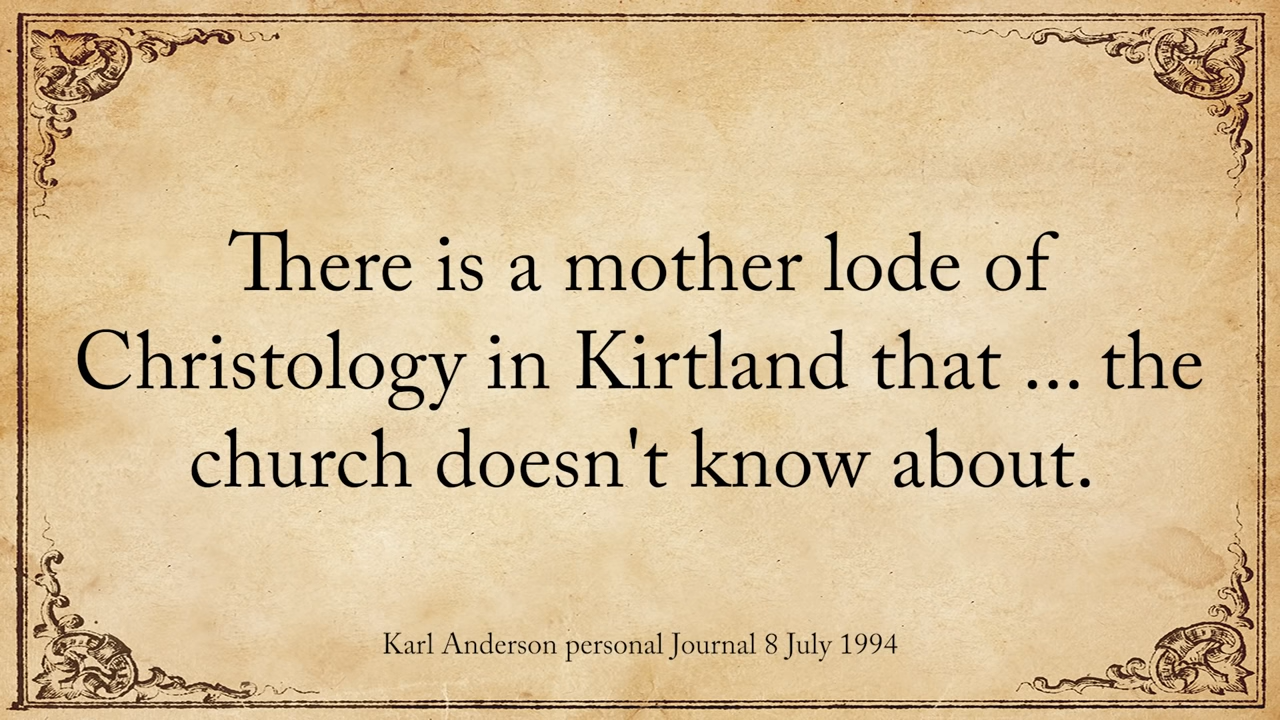 There is a mother lode of
Christology in Kirtland that ... the
church doesn't know about.
Karl Anderson personal Journal 8 July 1994